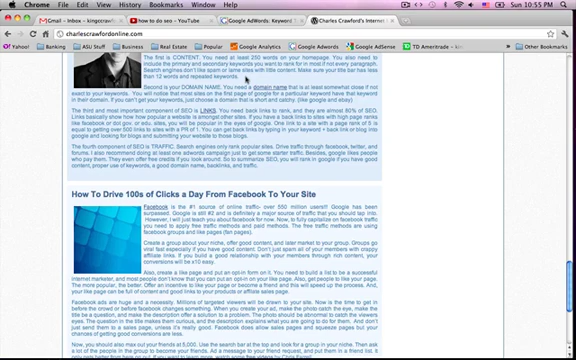 Chrome File Edit View History Bookmarks Window Help
Sun 10:55 PM
Gmail - Inbox - kingscrawfo how to do seo - YouTube Google AdWords: Keyword Charles Crawford's Internet
charlescrawfordonline.com
Yahoo! Banking ASU Stuff Business Real Estate Popular Google Analytics Google Adwords Google AdSense TD Ameritrade Other Bookmarks
The first is CONTENT. You need at least 250 words on your homepage. You also need to
include the primary and secondary keywords you want to rank for in most if not every paragraph.
Search engines don't like spam or lame sites with little content. Make sure your title bar has less
than 12 words and repeated keywords.
Second is your DOMAIN NAME. You need a domain name that is at least somewhat close if not
exact to your keywords. You will notice that most sites on the first page of google for a particular keyword have that keyword
in their domain. If you can't get your keywords, just choose a domain that is short and catchy. (like google and ebay)
The third and most important component of SEO is LINKS. You need back links to rank, and they are almost 80% of SEO.
Links basically show how popular a website is amongst other sites. If you have a back links to sites with high page ranks
like facebook or dot gov. or edu. sites, you will be popular in the eyes of google. One link to a site with a page rank of 5 is
equal to getting over 500 links to sites with a PR of 1. You can get back links by typing in your keyword + back link or blog into
google and looking for blogs and submitting your website to those blogs.
The fourth component of SEO is TRAFFIC. Search engines only rank popular sites. Drive traffic through facebook, twitter, and
forums. I also recommend doing at least one adwords campaign just to get some starter traffic. Besides, google likes people
who pay them. They even offer free credits if you look around. So to summarize SEO, you will rank in google if you have good
content, proper use of keywords, a good domain name, backlinks, and traffic.
How To Drive 100s of Clicks a Day From Facebook To Your Site
Facebook is the #1 source of online traffic- over 550 million users!! Google has been
surpassed. Google is still #2 and is definitely a major source of traffic that you should tap into.
However, I will just teach you about facebook for now. Now, to fully capitalize on facebook traffic
you need to apply free traffic methods and paid methods. The free traffic methods are using
facebook groups and like pages (fan pages).
Create a group about your niche, offer good content, and later market to your group. Groups go
viral fast especially if you have good content. Don't just spam all of your members with crappy
affiliate links. If you build a good relationship with your members through rich content, your
conversions will be x10 easy.
Also, create a like page and put an opt-in form on it. You need to build a list to be a successful
internet marketer, and most people don't know that you can put an opt-in on your like page. Also, get people to like your page.
The more popular, the better. Offer an incentive to like your page or become a friend and this will speed up the process. And,
your like page can be full of content and good links to your products or affiliate sales page.
Facebook ads are huge and a necessity. Millions of targeted viewers will be drawn to your site. Now is the time to get in
before the crowd or before facebook changes something. When you create your ad, make the photo catch the eye, make the
title be a question, and make the description solve a problem. The photo should be abnormal to catch the viewers
eyes. The question in the title makes them curious, and the description explains what you are going to do for them. And don't
just send them to a sales page, unless it's really good. Facebook does allow sales pages and squeeze pages but your
chances of getting good conversions are less.
Now, you should also max out your friends at 5,000. Use the search bar at the top and look for a group in your niche. Then ask
a lot of the people in the group to become your friends. Ad a message to your friend request, and put them in a friend list. It